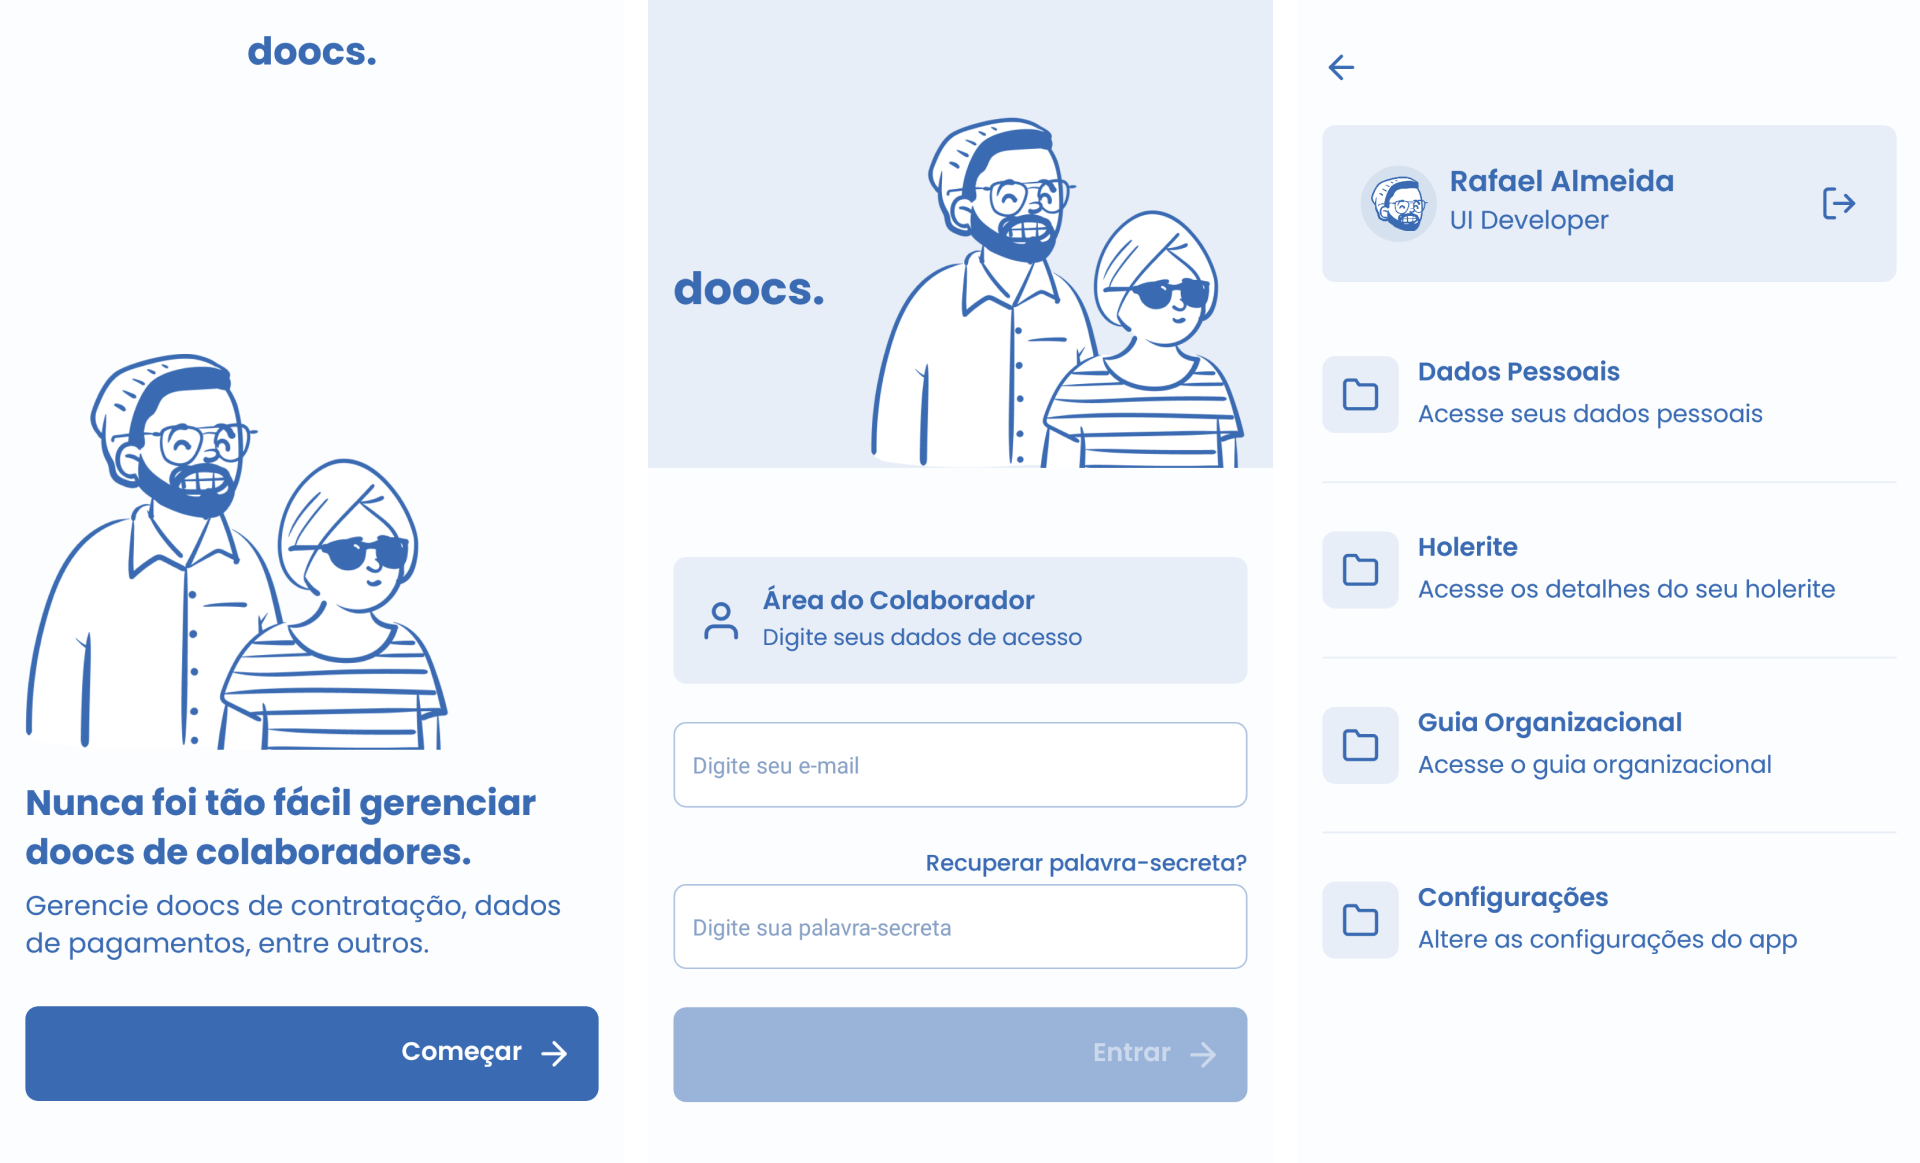 doocs.
Nunca foi tão fácil gerenciar
doocs de colaboradores.
Gerencie doocs de contratação, dados
de pagamentos, entre outros.
Começar
doocs.
Área do Colaborador
Digite seus dados de acesso
Digite seu e-mail
Recuperar palavra-secreta?
Digite sua palavra-secreta
Entrar
Rafael Almeida
UI Developer
Dados Pessoais
Acesse seus dados pessoais
Holerite
Acesse os detalhes do seu holerite
Guia Organizacional
Acesse o guia organizacional
Configurações
Altere as configurações do app